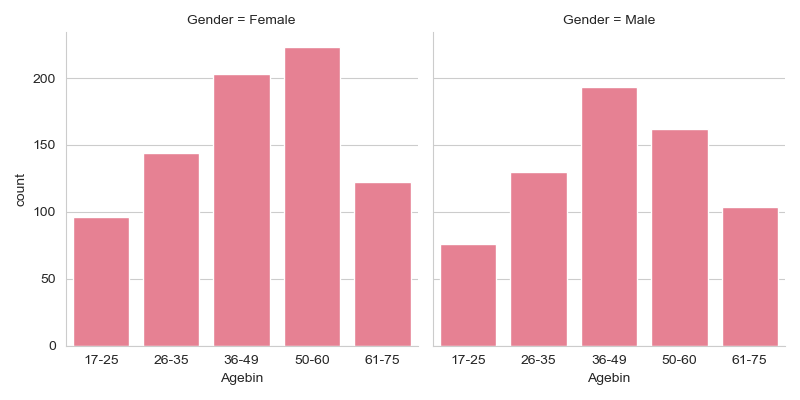 Gender = Female
Gender = Male
count
200
150
100
50
0
17-25 26-35 36-49 50-60 61-75
17-25 26-35 36-49 50-60 61-75
Agebin
Agebin